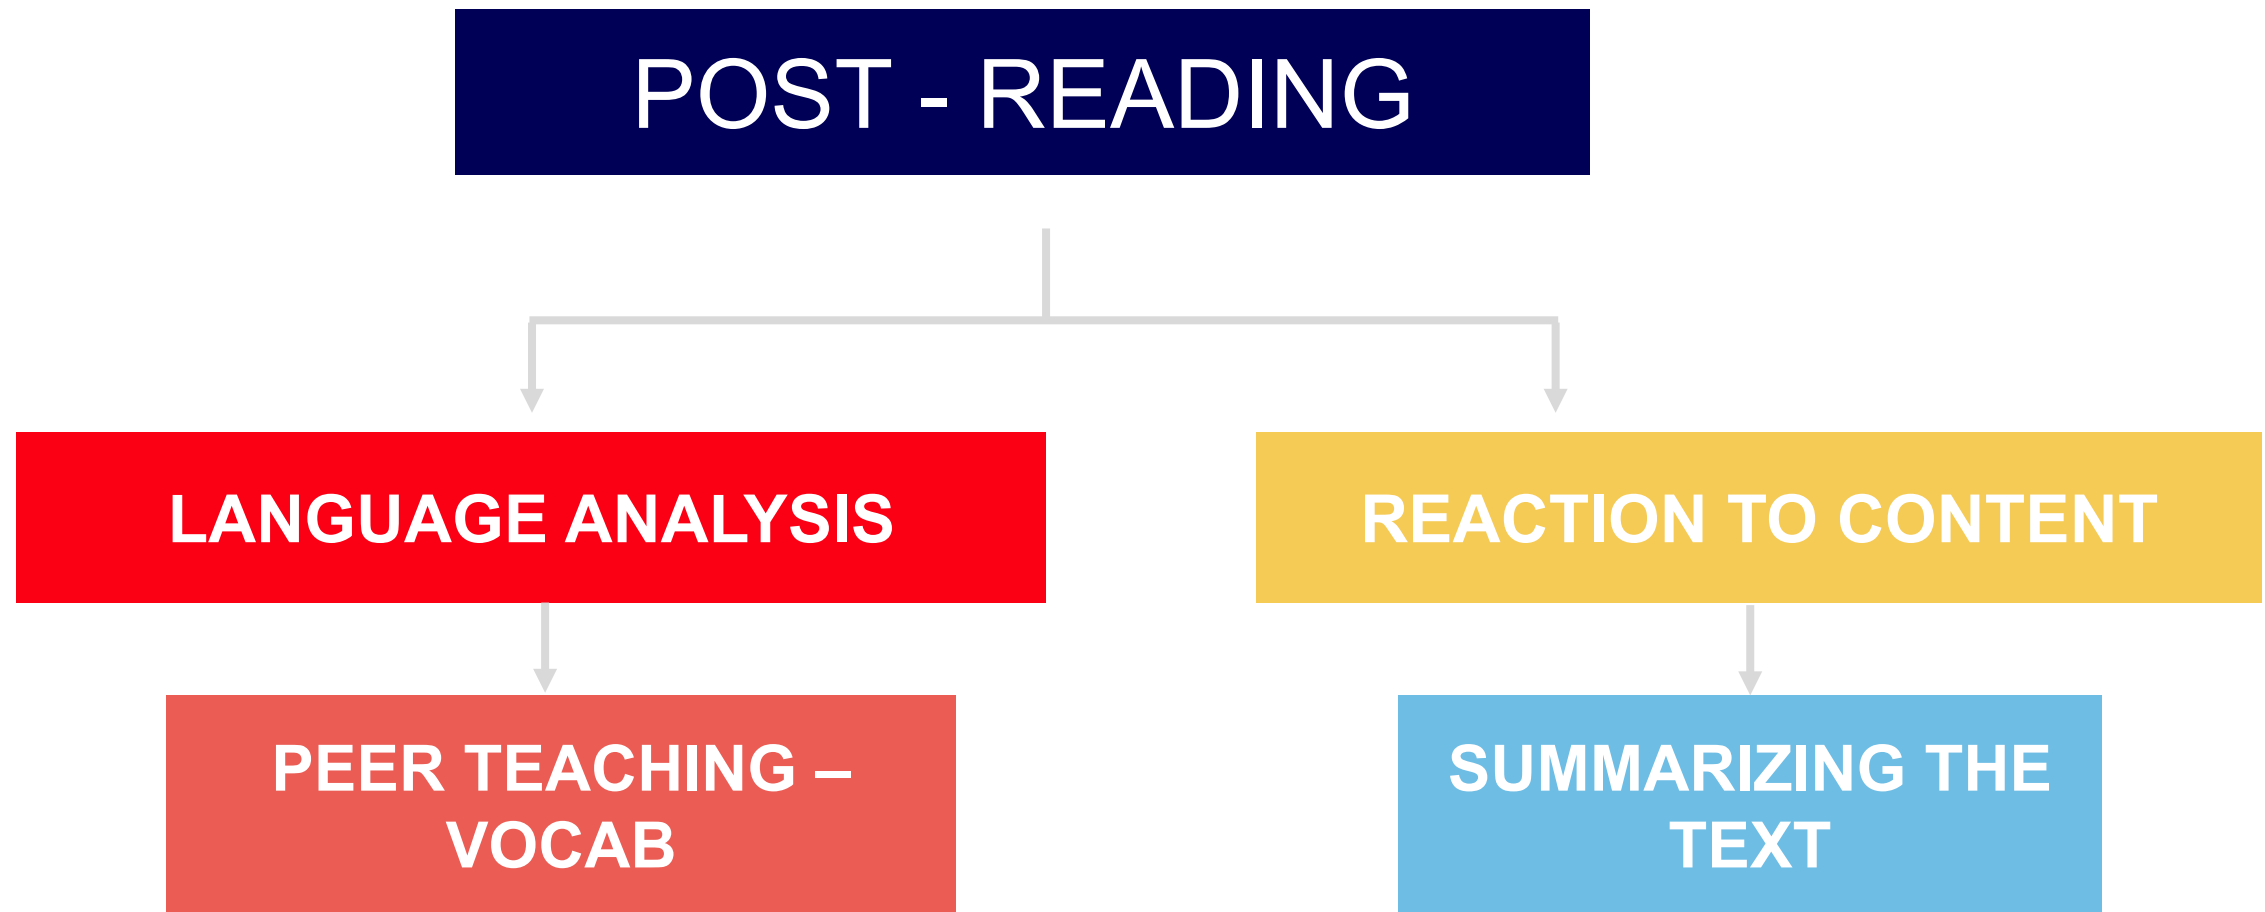 POST - READING
LANGUAGE ANALYSIS
REACTION TO CONTENT
PEER TEACHING –
VOCAB
SUMMARIZING THE
TEXT